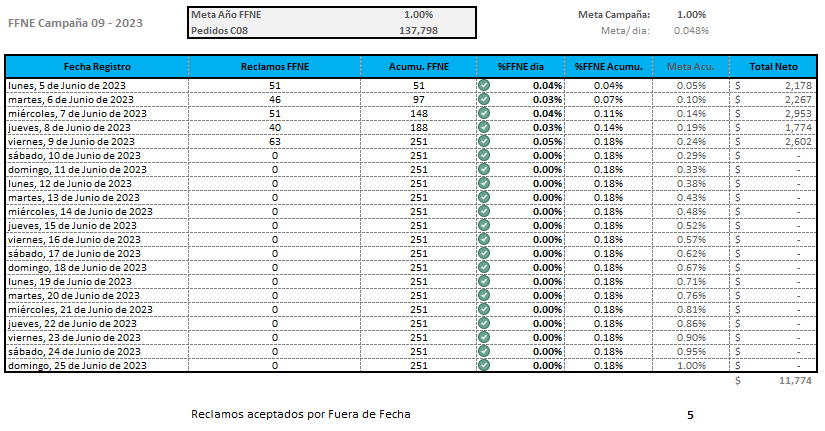 FFNE Campaña 09 - 2023
Meta Año FFNE 1.00%
Pedidos C08 137,798
Meta Campaña: 1.00%
Meta/ dia: 0.048%
Fecha Registro Reclamos FFNE Acumu. FFNE %FFNE dia %FFNE Acumu. Meta Acu. Total Neto
lunes, 5 de Junio de 2023 51 51 0.04% 0.04% 0.05% $ 2,178
martes, 6 de Junio de 2023 46 97 0.03% 0.07% 0.10% $ 2,267
miércoles, 7 de Junio de 2023 51 148 0.04% 0.11% 0.14% $ 2,953
jueves, 8 de Junio de 2023 40 188 0.03% 0.14% 0.19% $ 1,774
viernes, 9 de Junio de 2023 63 251 0.05% 0.18% 0.24% $ 2,602
sábado, 10 de Junio de 2023 0 251 0.00% 0.18% 0.29% $ -
domingo, 11 de Junio de 2023 0 251 0.00% 0.18% 0.33% $ -
lunes, 12 de Junio de 2023 0 251 0.00% 0.18% 0.38% $ -
martes, 13 de Junio de 2023 0 251 0.00% 0.18% 0.43% $ -
miércoles, 14 de Junio de 2023 0 251 0.00% 0.18% 0.48% $ -
jueves, 15 de Junio de 2023 0 251 0.00% 0.18% 0.52% $ -
viernes, 16 de Junio de 2023 0 251 0.00% 0.18% 0.57% $ -
sábado, 17 de Junio de 2023 0 251 0.00% 0.18% 0.62% $ -
domingo, 18 de Junio de 2023 0 251 0.00% 0.18% 0.67% $ -
lunes, 19 de Junio de 2023 0 251 0.00% 0.18% 0.71% $ -
martes, 20 de Junio de 2023 0 251 0.00% 0.18% 0.76% $ -
miércoles, 21 de Junio de 2023 0 251 0.00% 0.18% 0.81% $ -
jueves, 22 de Junio de 2023 0 251 0.00% 0.18% 0.86% $ -
viernes, 23 de Junio de 2023 0 251 0.00% 0.18% 0.90% $ -
sábado, 24 de Junio de 2023 0 251 0.00% 0.18% 0.95% $ -
domingo, 25 de Junio de 2023 0 251 0.00% 0.18% 1.00% $ -
$ 11,774
Reclamos aceptados por Fuera de Fecha 5